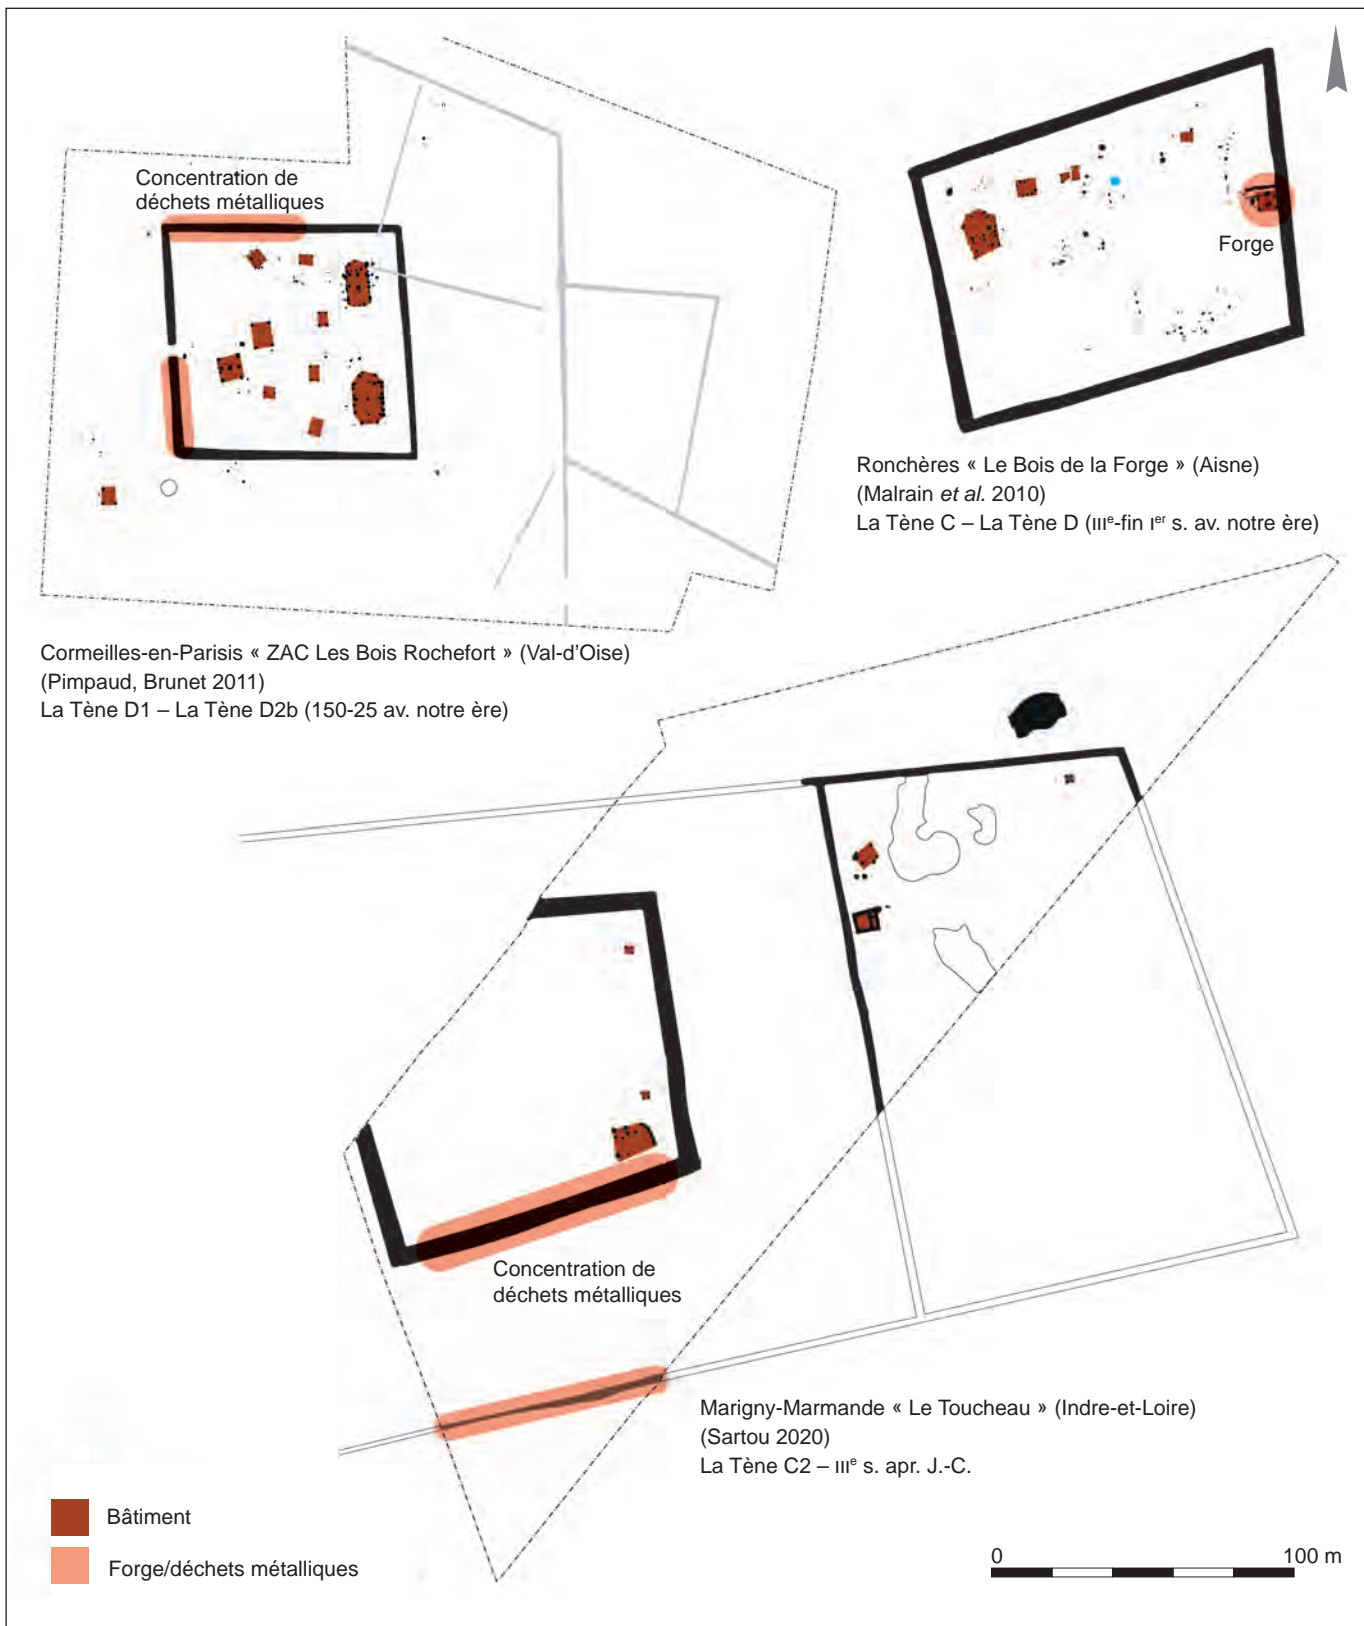 Concentration de
déchets métalliques
Forge
Ronchères « Le Bois de la Forge » (Aisne)
(Malrain et al. 2010)
La Tène C – La Tène D (IIIe-fin Ier s. av. notre ère)
Cormeilles-en-Parisis « ZAC Les Bois Rochefort » (Val-d'Oise)
(Pimpaud, Brunet 2011)
La Tène D1 – La Tène D2b (150-25 av. notre ère)
Concentration de
déchets métalliques
Marigny-Marmande « Le Toucheau » (Indre-et-Loire)
(Sartou 2020)
La Tène C2 – IIIe s. apr. J.-C.
Bâtiment
Forge/déchets métalliques
0 100 m